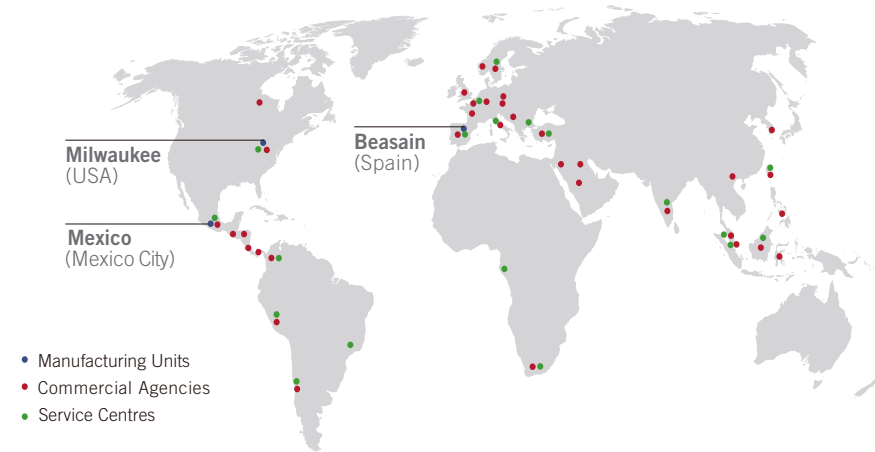 Milwaukee
(USA)
Beasain
(Spain)
Mexico
(Mexico City)
Manufacturing Units
Commercial Agencies
Service Centres